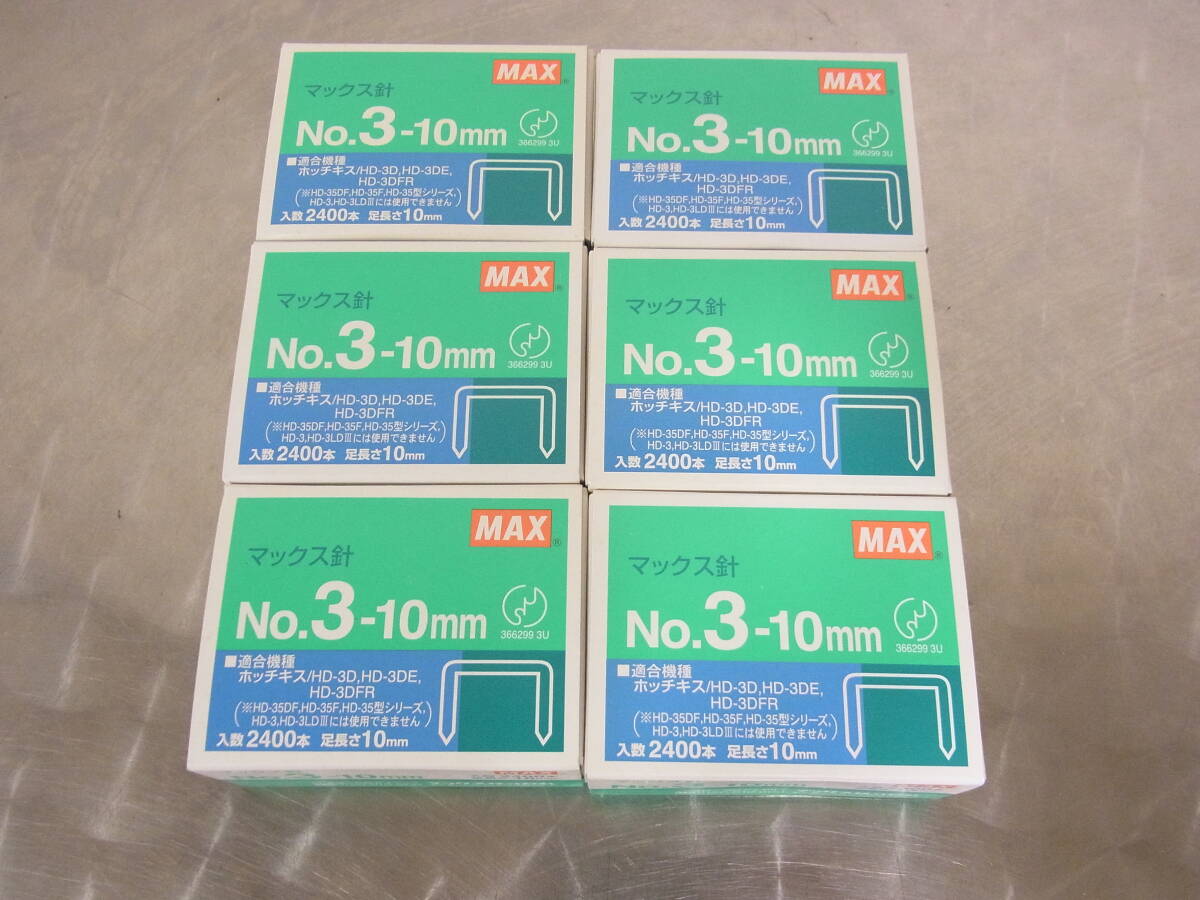 MAX®
マックス針
No.3-10mm
366299 3U
■適合機種
ホッチキス/HD-3D,HD-3DE,
HD-3DFR
(※HD-35DF,HD-35F,HD-35型シリーズ,
HD-3,HD-3LDⅢには使用できません)
入数2400本 足長さ10mm
MAX®
マックス針
No.3-10mm
366299 3U
■適合機種
ホッチキス/HD-3D,HD-3DE,
HD-3DFR
(※HD-35DF,HD-35F,HD-35型シリーズ,
HD-3,HD-3LDⅢには使用できません)
入数2400本 足長さ10mm
MAX®
マックス針
No.3-10mm
366299 3U
■適合機種
ホッチキス/HD-3D,HD-3DE,
HD-3DFR
(※HD-35DF,HD-35F,HD-35型シリーズ,
HD-3,HD-3LDⅢには使用できません)
入数2400本 足長さ10mm
MAX®
マックス針
No.3-10mm
366299 3U
■適合機種
ホッチキス/HD-3D,HD-3DE,
HD-3DFR
(※HD-35DF,HD-35F,HD-35型シリーズ,
HD-3,HD-3LDⅢには使用できません)
入数2400本 足長さ10mm
MAX®
マックス針
No.3-10mm
366299 3U
■適合機種
ホッチキス/HD-3D,HD-3DE,
HD-3DFR
(※HD-35DF,HD-35F,HD-35型シリーズ,
HD-3,HD-3LDⅢには使用できません)
入数2400本 足長さ10mm
No.3-10mm MAX
MAX®
マックス針
No.3-10mm
366299 3U
■適合機種
ホッチキス/HD-3D,HD-3DE,
HD-3DFR
(※HD-35DF,HD-35F,HD-35型シリーズ,
HD-3,HD-3LDⅢには使用できません)
入数2400本 足長さ10mm